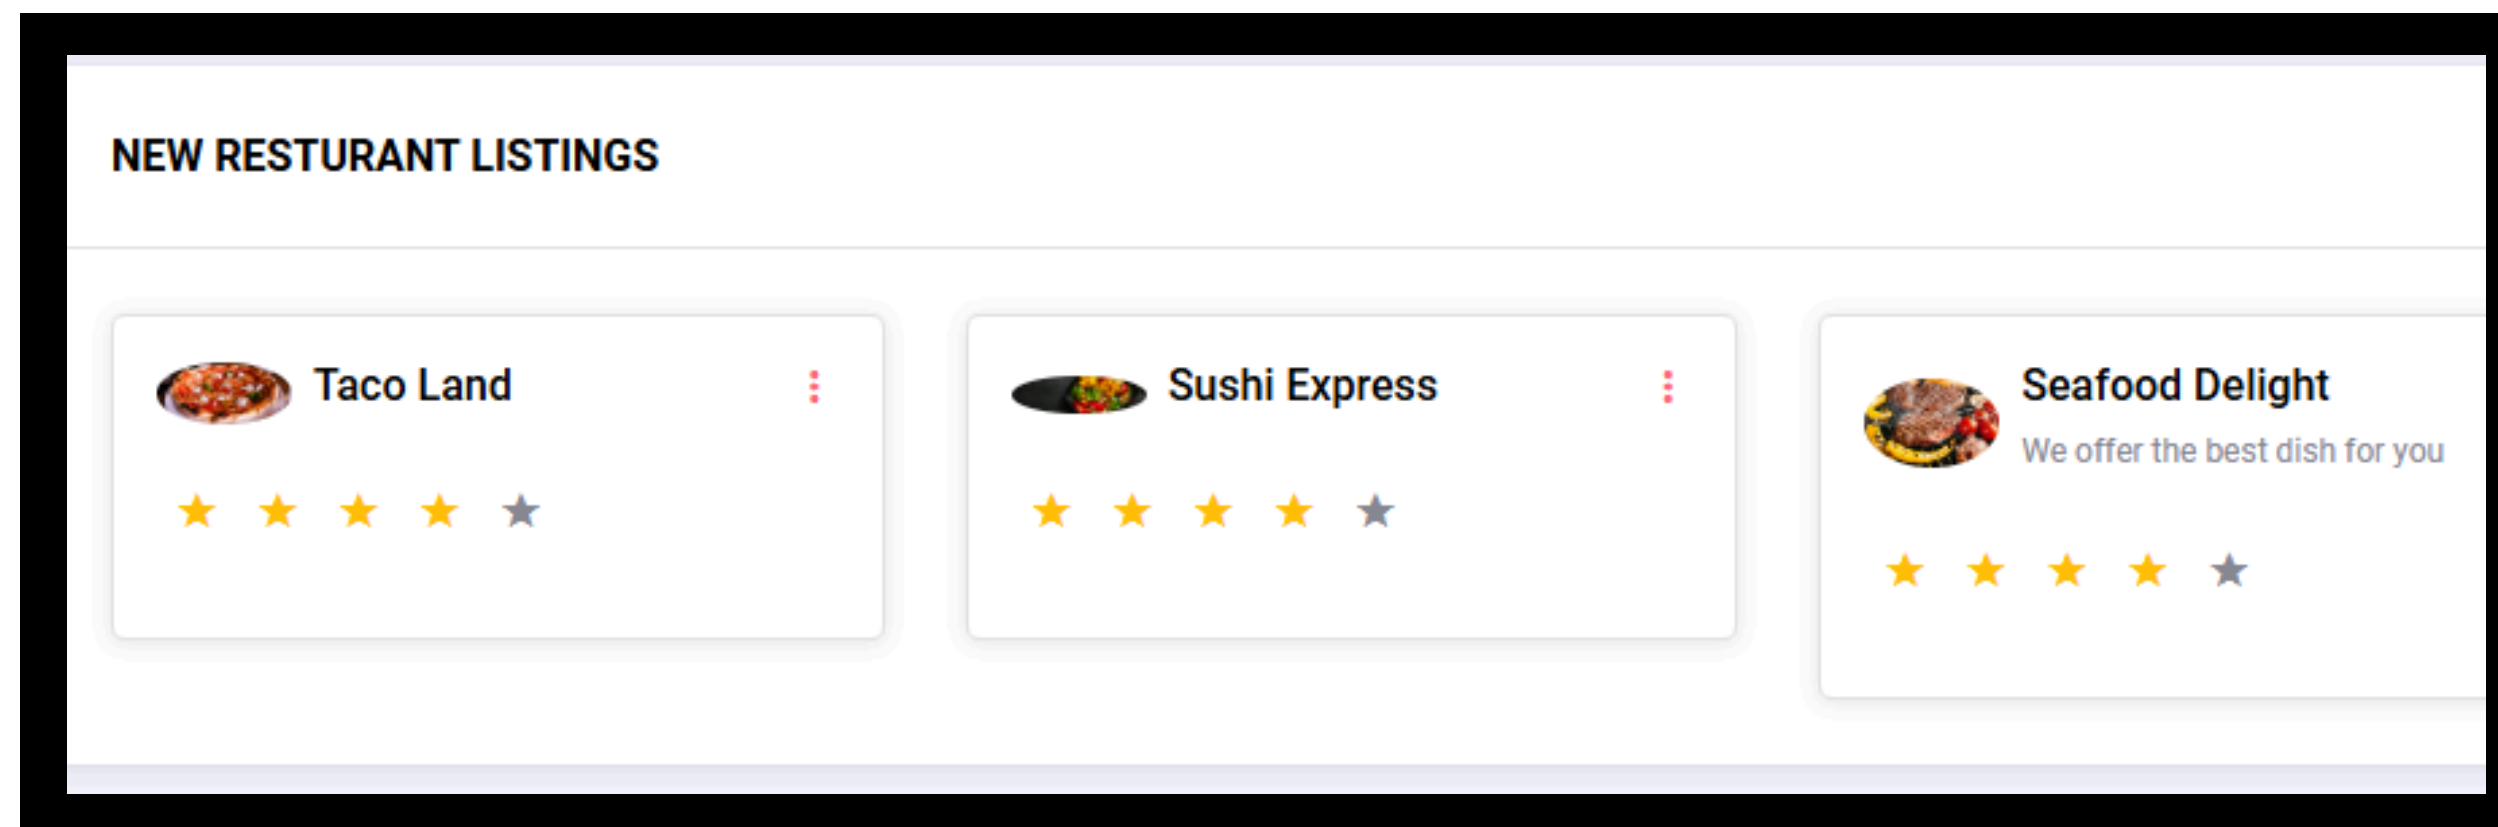 NEW RESTURANT LISTINGS
Taco Land
Sushi Express
Seafood Delight
We offer the best dish for you